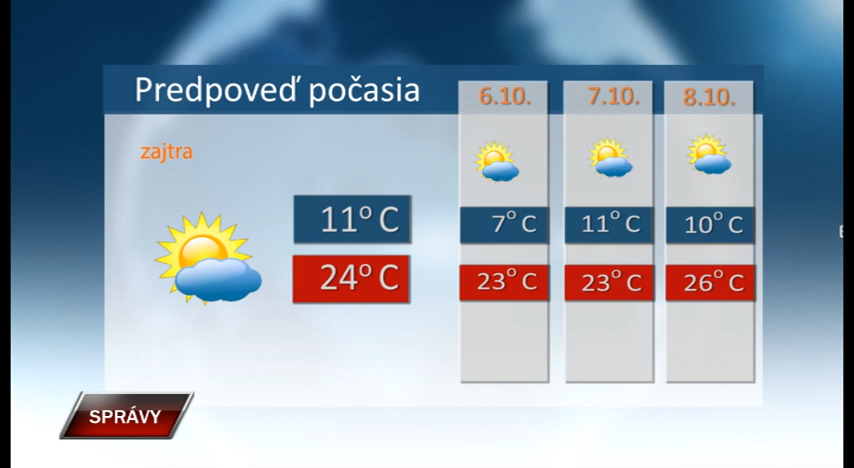 Predpoveď počasia
zajtra
11°C
24°C
6.10.
7°C
23°C
7.10.
11°C
23°C
8.10.
10°C
26°C
SPRÁVY